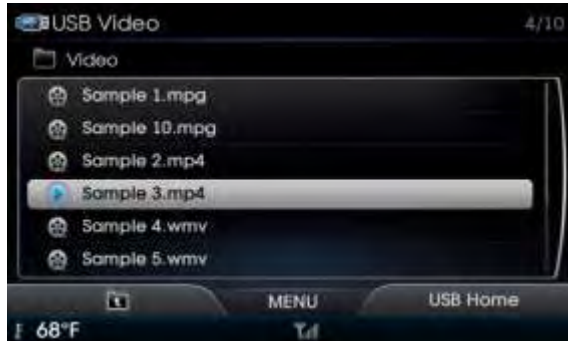 USB Video
4/10
Video
Sample 1.mpg
Sample 10.mpg
Sample 2.mp4
Sample 3.mp4
Sample 4.wmv
Sample 5.wmv
MENU
USB Home
68°F